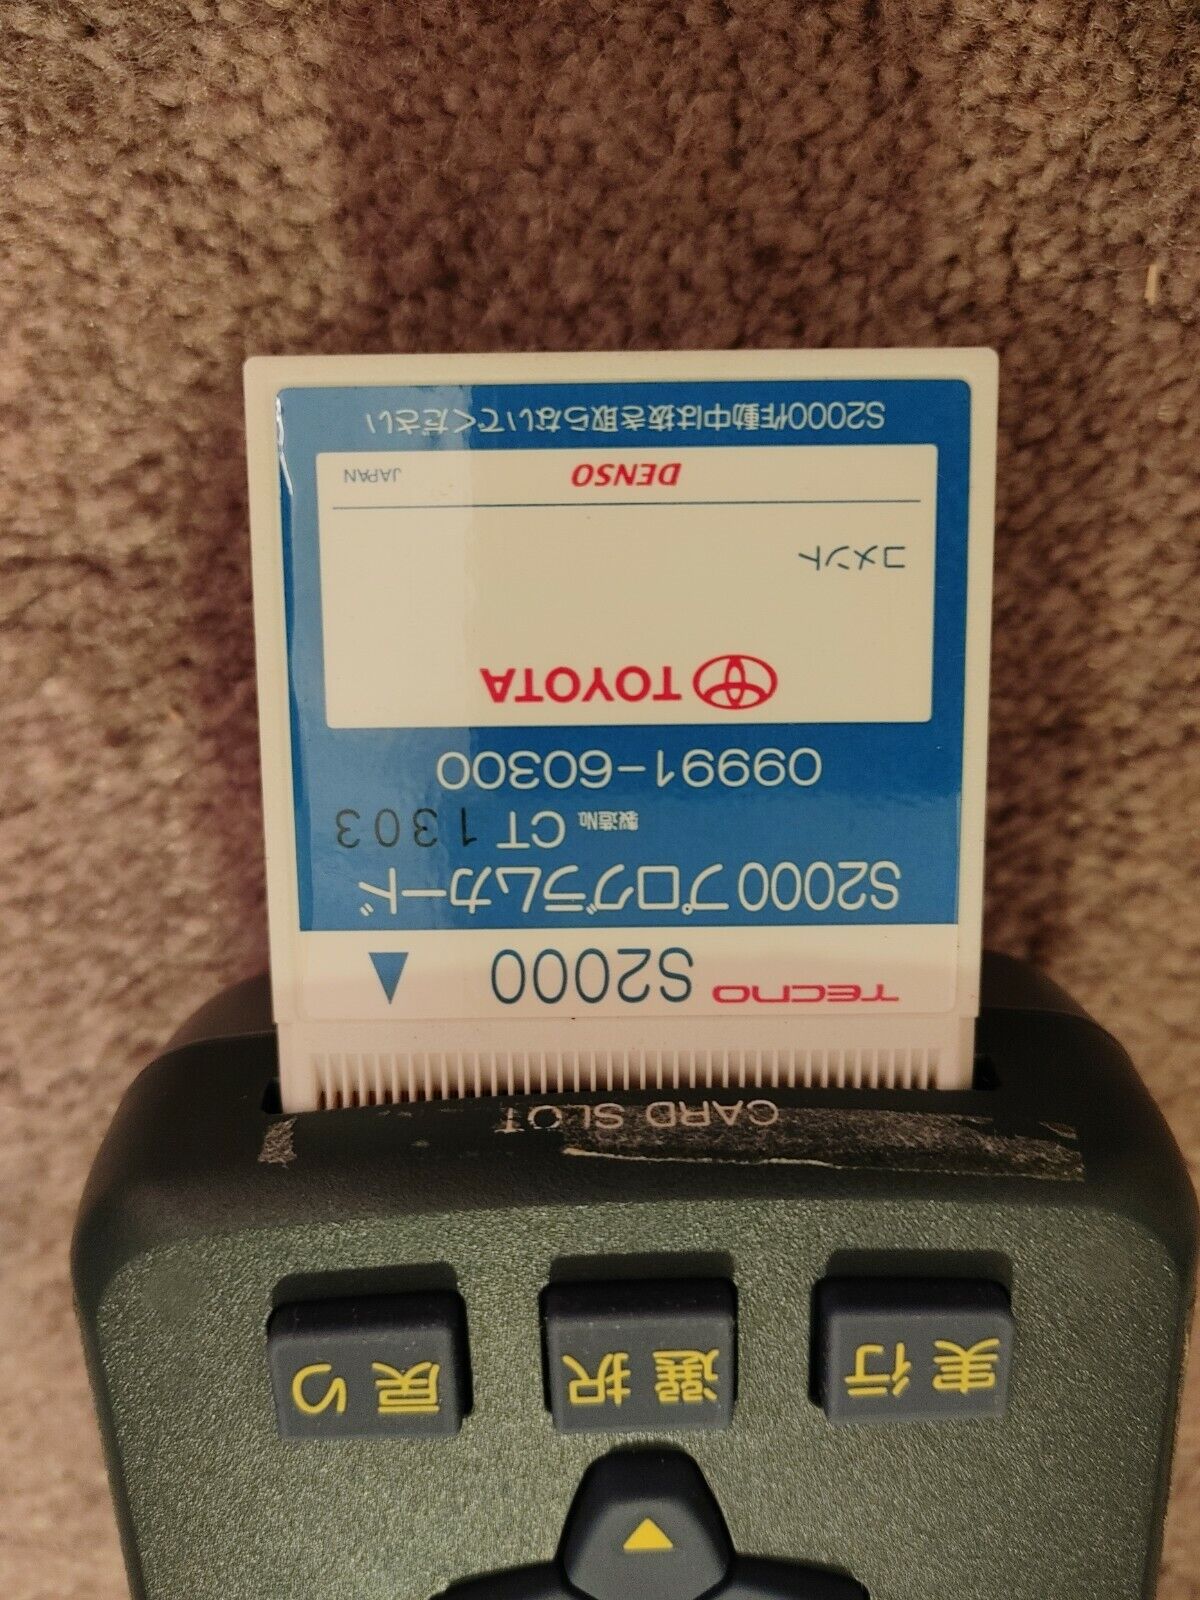 TECNO S2000
S2000プログラムカード
製造№ CT 1303
09991-60300
TOYOTA
コメント
DENSO JAPAN
S2000作動中は抜き取らないでください
CARD SLOT
実行 選択 戻り